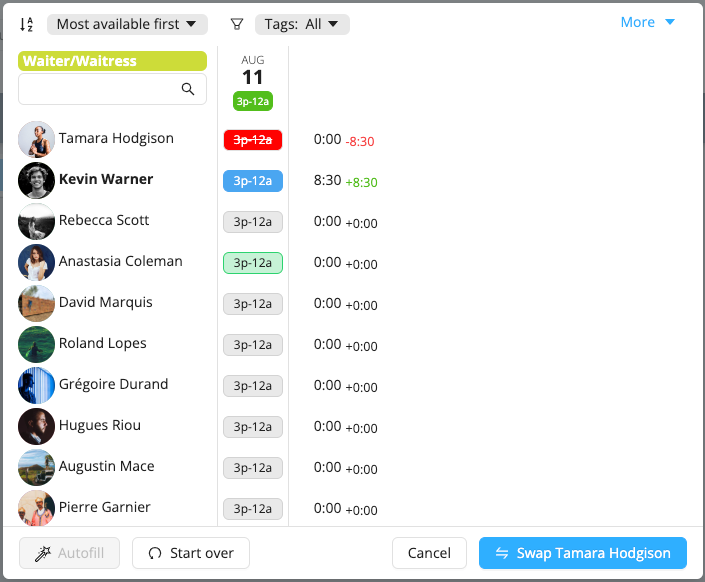 Most available first
Tags: All
More
Waiter/Waitress
AUG
11
3p-12a
Tamara Hodgison 3p-12a 0:00 -8:30
Kevin Warner 3p-12a 8:30 +8:30
Rebecca Scott 3p-12a 0:00 +0:00
Anastasia Coleman 3p-12a 0:00 +0:00
David Marquis 3p-12a 0:00 +0:00
Roland Lopes 3p-12a 0:00 +0:00
Grégoire Durand 3p-12a 0:00 +0:00
Hugues Riou 3p-12a 0:00 +0:00
Augustin Mace 3p-12a 0:00 +0:00
Pierre Garnier 3p-12a 0:00 +0:00
Autofill
Start over
Cancel
Swap Tamara Hodgison